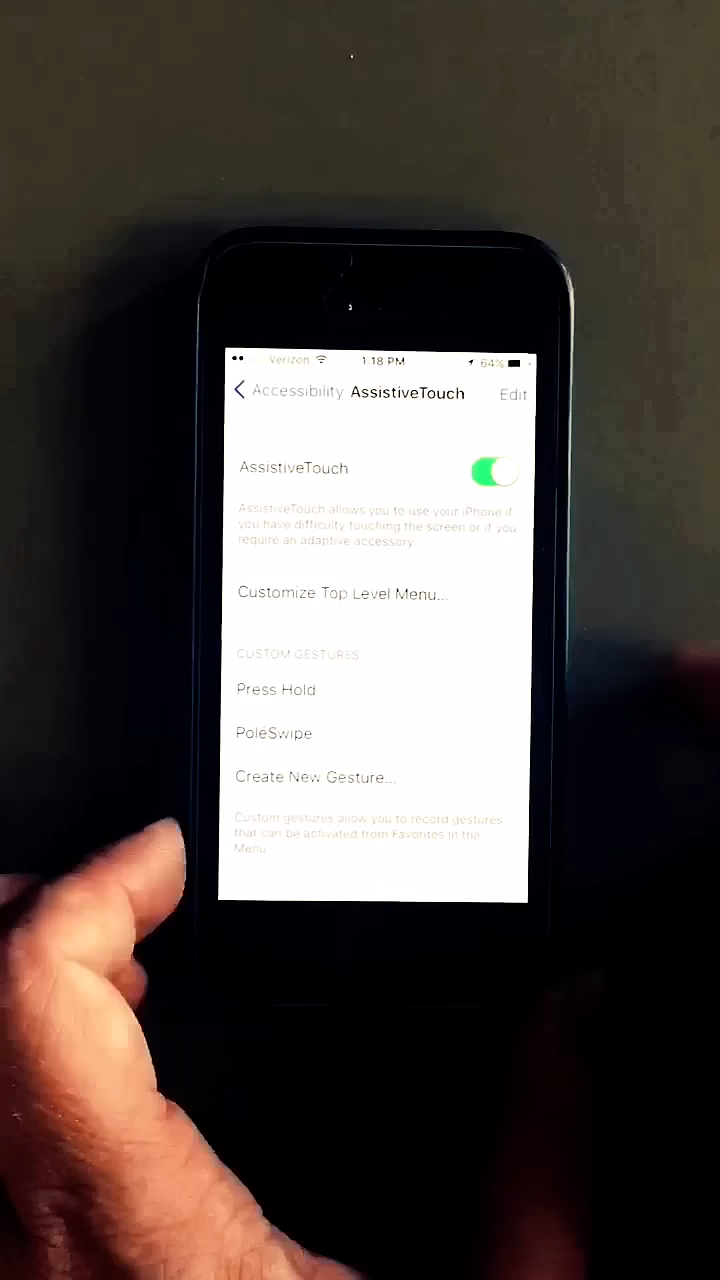 Verizon 1:18 PM 64%
Accessibility AssistiveTouch Edit
AssistiveTouch
AssistiveTouch allows you to use your iPhone if
you have difficulty touching the screen or if you
require an adaptive accessory.
Customize Top Level Menu...
CUSTOM GESTURES
Press Hold
PoleSwipe
Create New Gesture...
Custom gestures allow you to record gestures
that can be activated from Favorites in the
Menu.